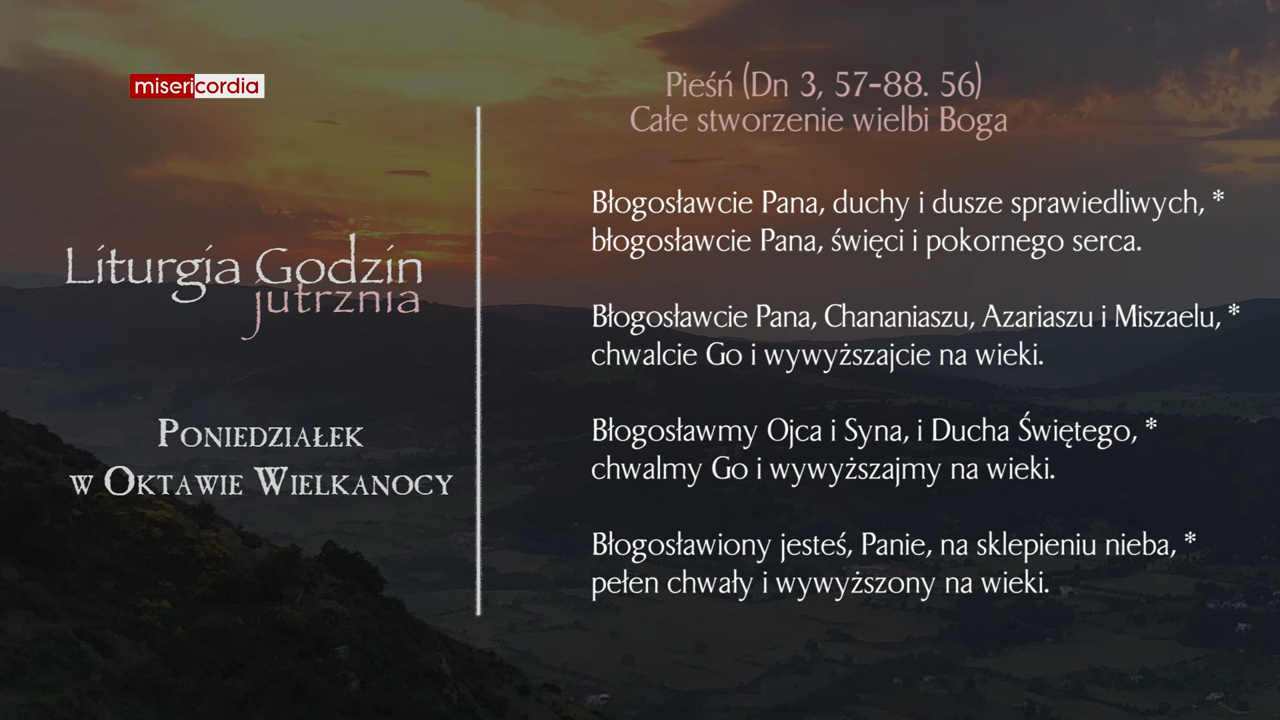 misericordia
Liturgia Godzin
jutrznia
Poniedziałek
w Oktawie Wielkanocy
Pieśń (Dn 3, 57-88. 56)
Całe stworzenie wielbi Boga
Błogosławcie Pana, duchy i dusze sprawiedliwych, *
błogosławcie Pana, święci i pokornego serca.
Błogosławcie Pana, Chananiaszu, Azariaszu i Miszaelu, *
chwalcie Go i wywyższajcie na wieki.
Błogosławmy Ojca i Syna, i Ducha Świętego, *
chwalmy Go i wywyższajmy na wieki.
Błogosławiony jesteś, Panie, na sklepieniu nieba, *
pełen chwały i wywyższony na wieki.